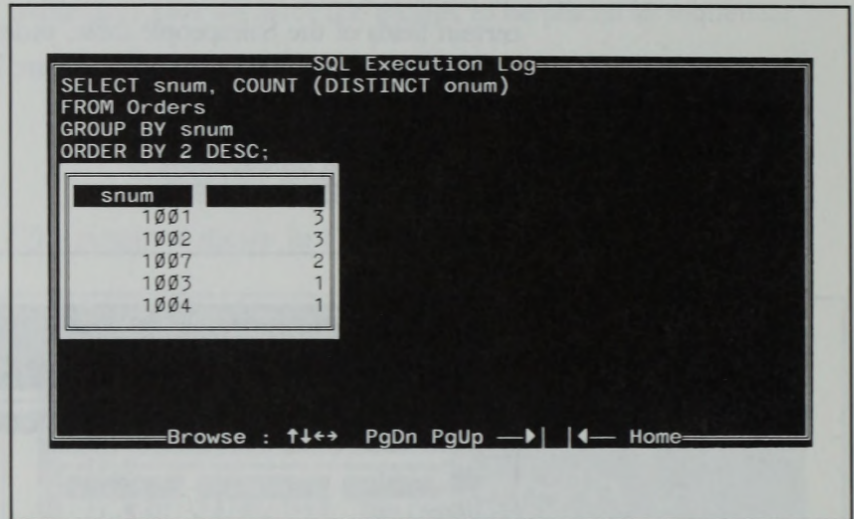 SQL Execution Log
SELECT snum, COUNT (DISTINCT onum)
FROM Orders
GROUP BY snum
ORDER BY 2 DESC;
snum
1001 3
1002 3
1007 2
1003 1
1004 1
Browse : ↑↓←→ PgDn PgUp —▶| |◀— Home